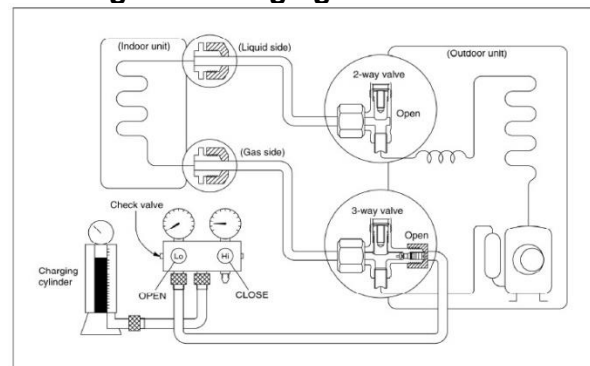 (Indoor unit)
(Liquid side)
(Outdoor unit)
2-way valve
Open
(Gas side)
3-way valve
Open
Check valve
Lo
Hi
Charging
cylinder
OPEN
CLOSE